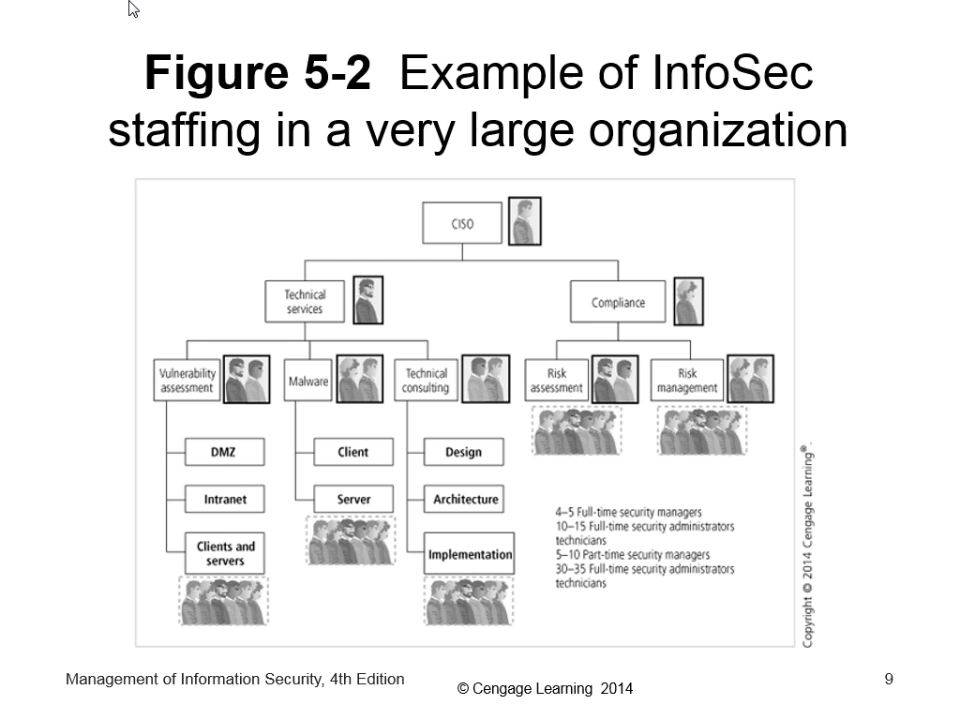 Figure 5-2 Example of InfoSec
staffing in a very large organization
CISO
Technical
services
Compliance
Vulnerability
assessment
Malware
Technical
consulting
Risk
assessment
Risk
management
DMZ
Client
Design
Intranet
Server
Architecture
Clients and
servers
Implementation
4–5 Full-time security managers
10–15 Full-time security administrators
technicians
5–10 Part-time security managers
30–35 Full-time security administrators
technicians
Copyright © 2014 Cengage Learning®.
Management of Information Security, 4th Edition
© Cengage Learning 2014
9